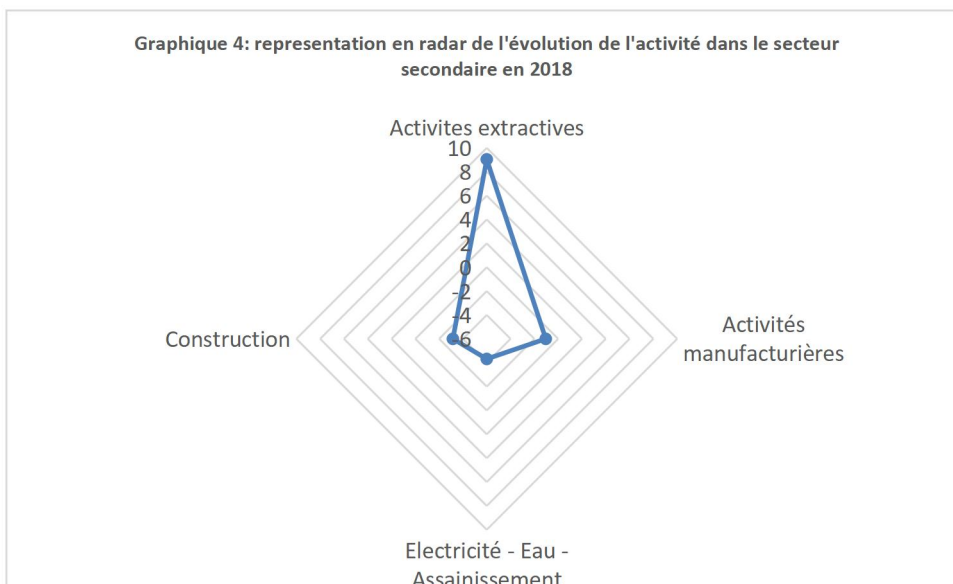 Graphique 4: representation en radar de l'évolution de l'activité dans le secteur
secondaire en 2018
Activites extractives
10
8
6
4
2
0
-2
-4
-6
Construction
Activités
manufacturières
Electricité - Eau -
Assainissement